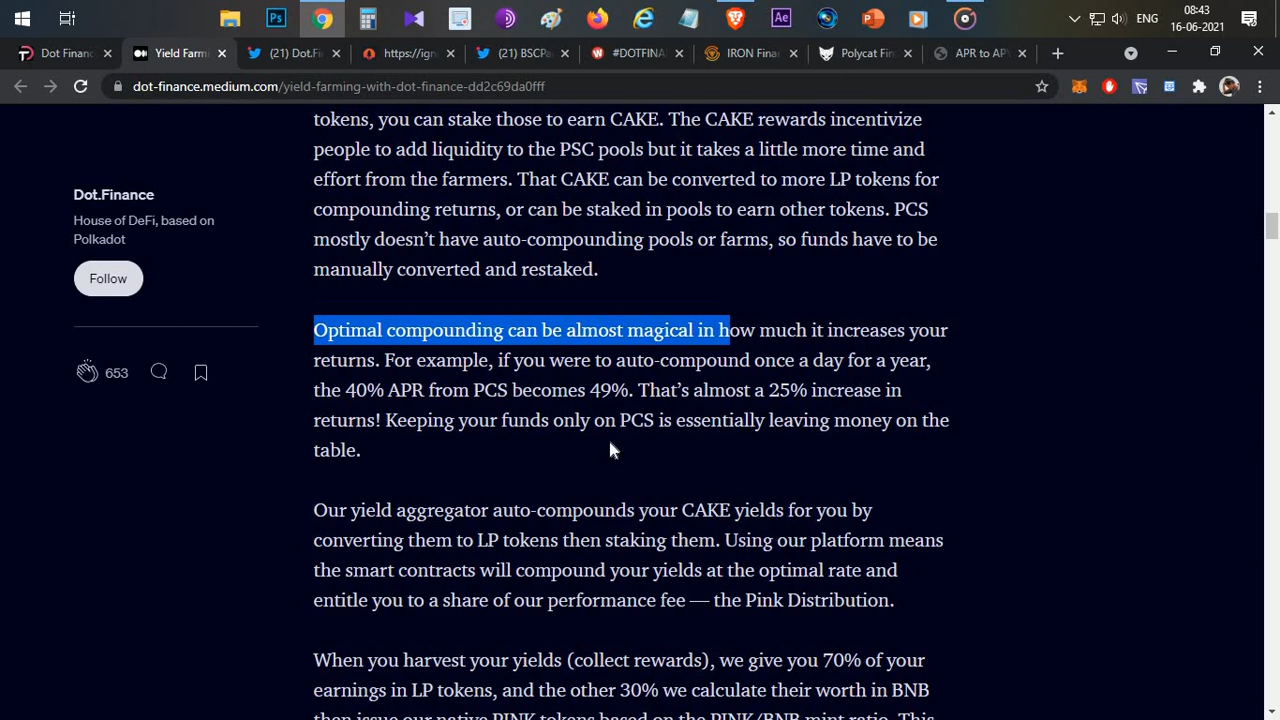 Ps
Ae
ENG
08:43
16-06-2021
Dot Financ
Yield Farmi
(21) Dot.Fi
https://ign
(21) BSCPa
#DOTFINA
IRON Finan
Polycat Fin
APR to APY
dot-finance.medium.com/yield-farming-with-dot-finance-dd2c69da0fff
tokens, you can stake those to earn CAKE. The CAKE rewards incentivize
people to add liquidity to the PSC pools but it takes a little more time and
effort from the farmers. That CAKE can be converted to more LP tokens for
compounding returns, or can be staked in pools to earn other tokens. PCS
mostly doesn’t have auto-compounding pools or farms, so funds have to be
manually converted and restaked.
Dot.Finance
House of DeFi, based on
Polkadot
Follow
653
Optimal compounding can be almost magical in how much it increases your
returns. For example, if you were to auto-compound once a day for a year,
the 40% APR from PCS becomes 49%. That’s almost a 25% increase in
returns! Keeping your funds only on PCS is essentially leaving money on the
table.
Our yield aggregator auto-compounds your CAKE yields for you by
converting them to LP tokens then staking them. Using our platform means
the smart contracts will compound your yields at the optimal rate and
entitle you to a share of our performance fee — the Pink Distribution.
When you harvest your yields (collect rewards), we give you 70% of your
earnings in LP tokens, and the other 30% we calculate their worth in BNB
then issue our native PINK tokens based on the PINK/BNB mint ratio. This